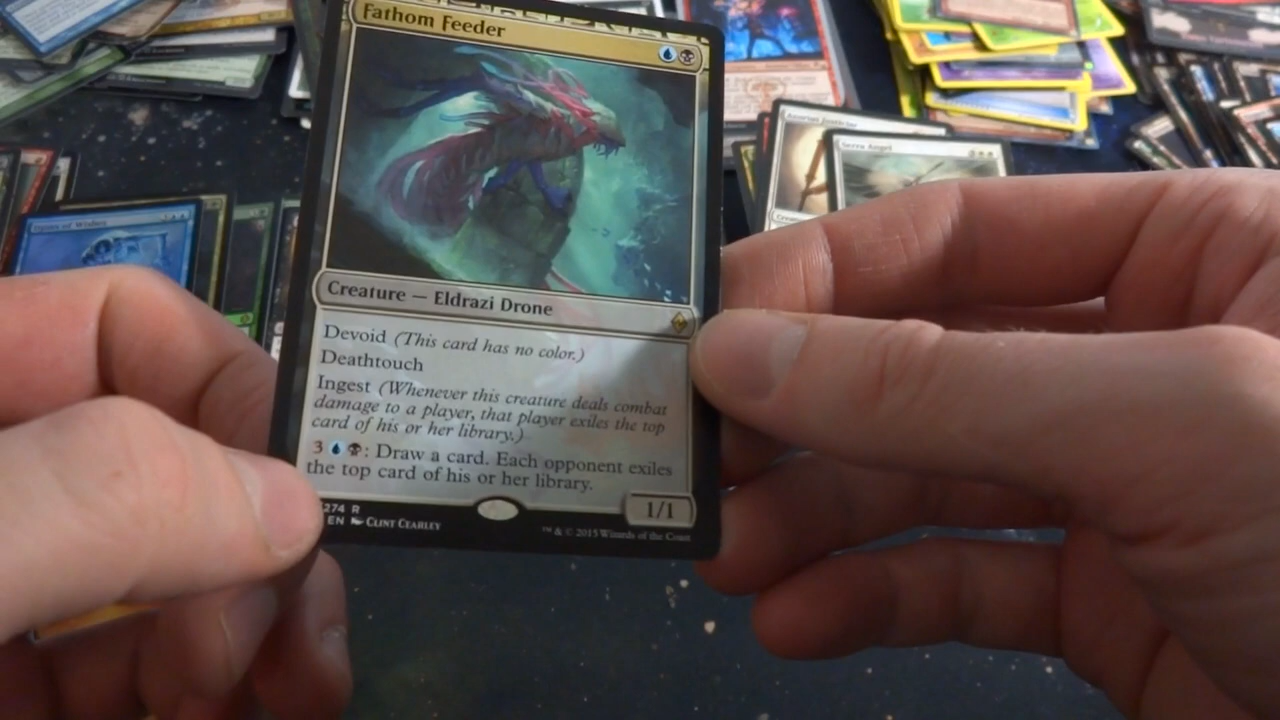 Fathom Feeder
Creature — Eldrazi Drone
Devoid (This card has no color.)
Deathtouch
Ingest (Whenever this creature deals combat
damage to a player, that player exiles the top
card of his or her library.)
3 : Draw a card. Each opponent exiles
the top card of his or her library.
1/1
274 R
EN CLINT CEARLEY
™ & © 2015 Wizards of the Coast
Serra Angel